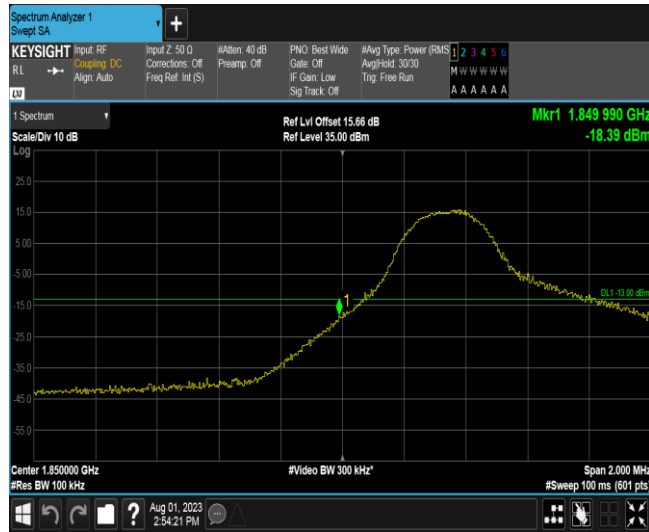 Spectrum Analyzer 1
Swept SA
KEYSIGHT
RL
LXI
Input: RF
Coupling: DC
Align: Auto
Input Z: 50 Ω
Corrections: Off
Freq Ref: Int (S)
#Atten: 40 dB
Preamp: Off
PNO: Best Wide
Gate: Off
IF Gain: Low
Sig Track: Off
#Avg Type: Power (RMS
Avg|Hold: 30/30
Trig: Free Run
1 2 3 4 5 6
M W W W W W
A A A A A A
1 Spectrum
Scale/Div 10 dB
Ref Lvl Offset 15.66 dB
Ref Level 35.00 dBm
Mkr1 1.849 990 GHz
-18.39 dBm
Log
25.0
15.0
5.00
-5.00
-15.0
-25.0
-35.0
-45.0
-55.0
1
DL1 -13.00 dBm
Center 1.850000 GHz
#Video BW 300 kHz*
Span 2.000 MHz
#Res BW 100 kHz
#Sweep 100 ms (601 pts)
?
Aug 01, 2023
2:54:21 PM